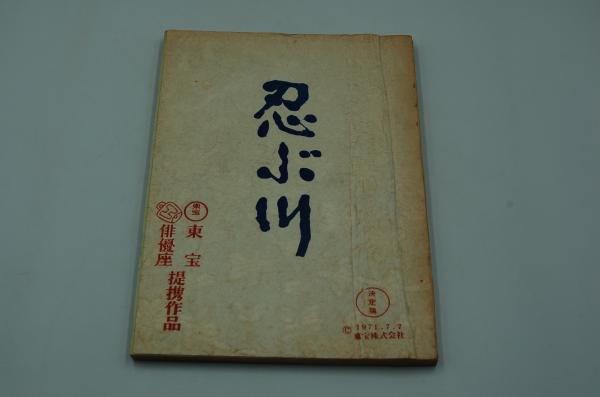 忍ぶ川
東宝
東宝
俳優座
提携作品
決定稿
© 1971.7.7
東宝株式会社